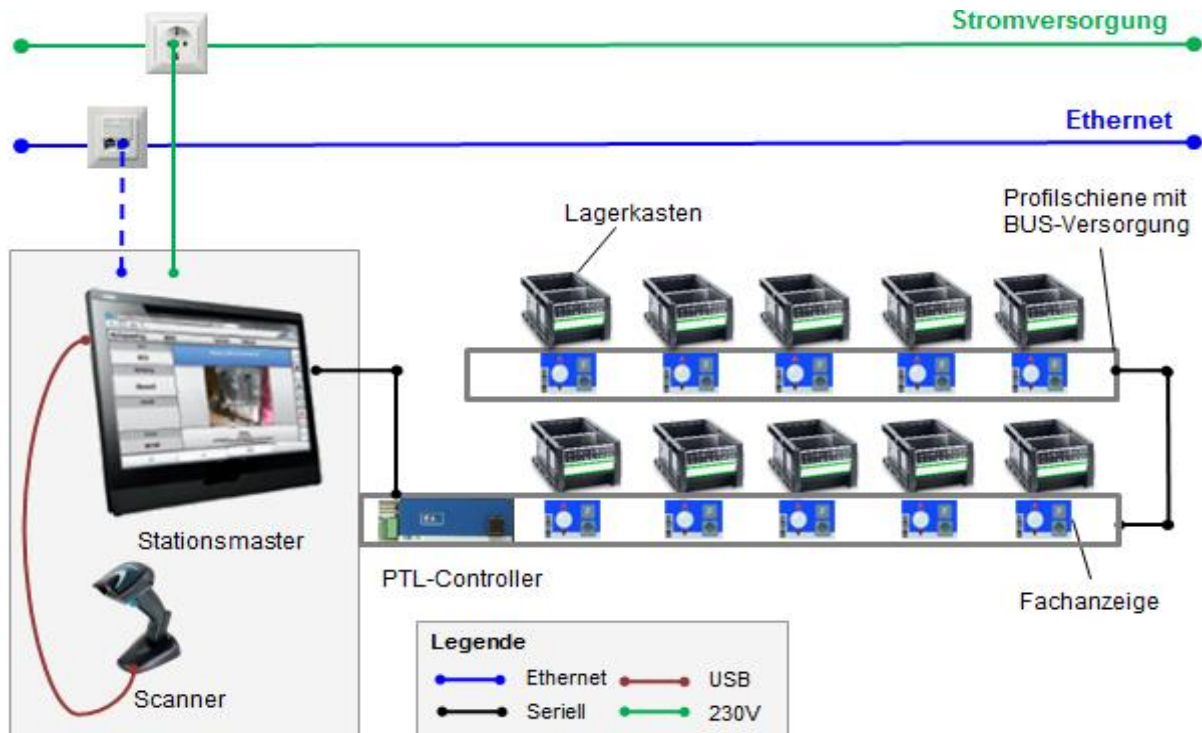 Stromversorgung
Ethernet
Lagerkasten
Profilschiene mit
BUS-Versorgung
Stationsmaster
PTL-Controller
Fachanzeige
Scanner
Legende
Ethernet
USB
Seriell
230V